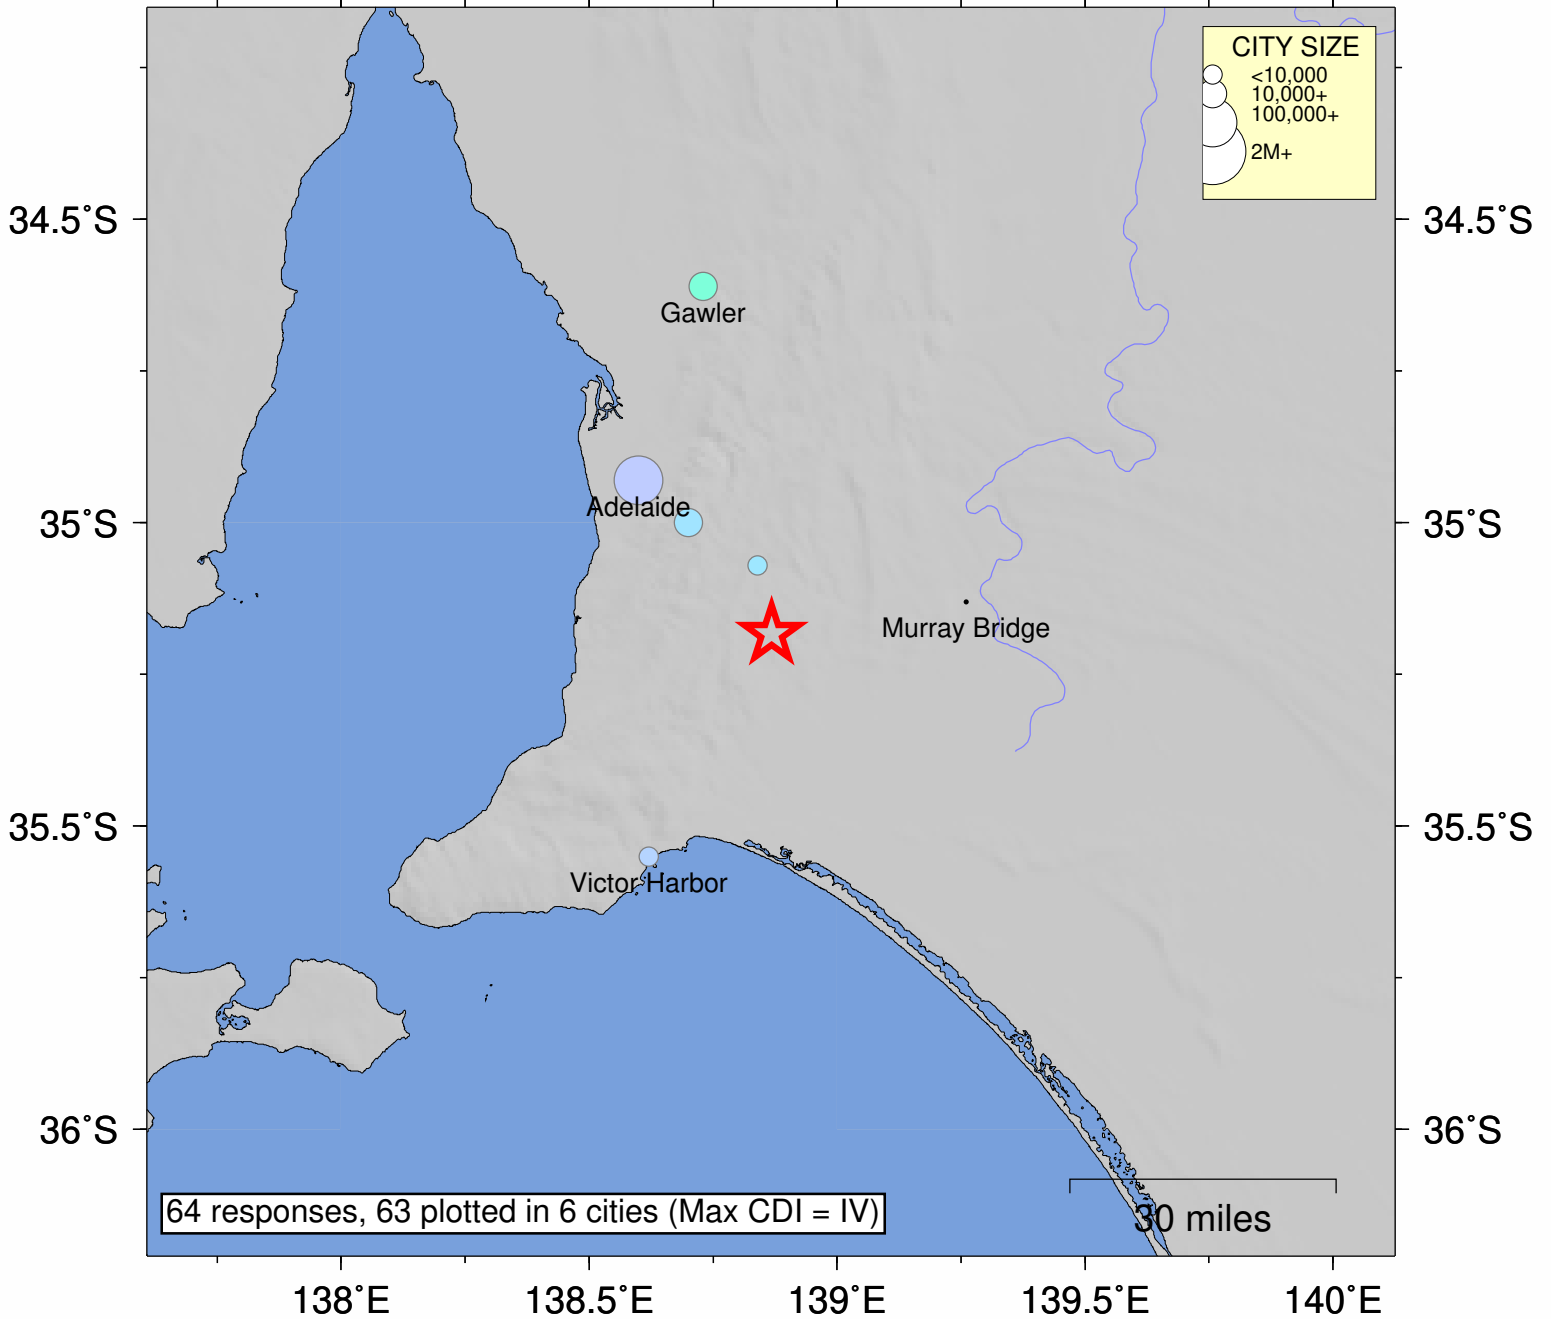 CITY SIZE
<10,000
10,000+
100,000+
2M+
34.5˚S
34.5˚S
Gawler
Adelaide
35˚S
35˚S
Murray Bridge
35.5˚S
35.5˚S
Victor Harbor
36˚S
36˚S
64 responses, 63 plotted in 6 cities (Max CDI = IV)
30 miles
138˚E
138.5˚E
139˚E
139.5˚E
140˚E